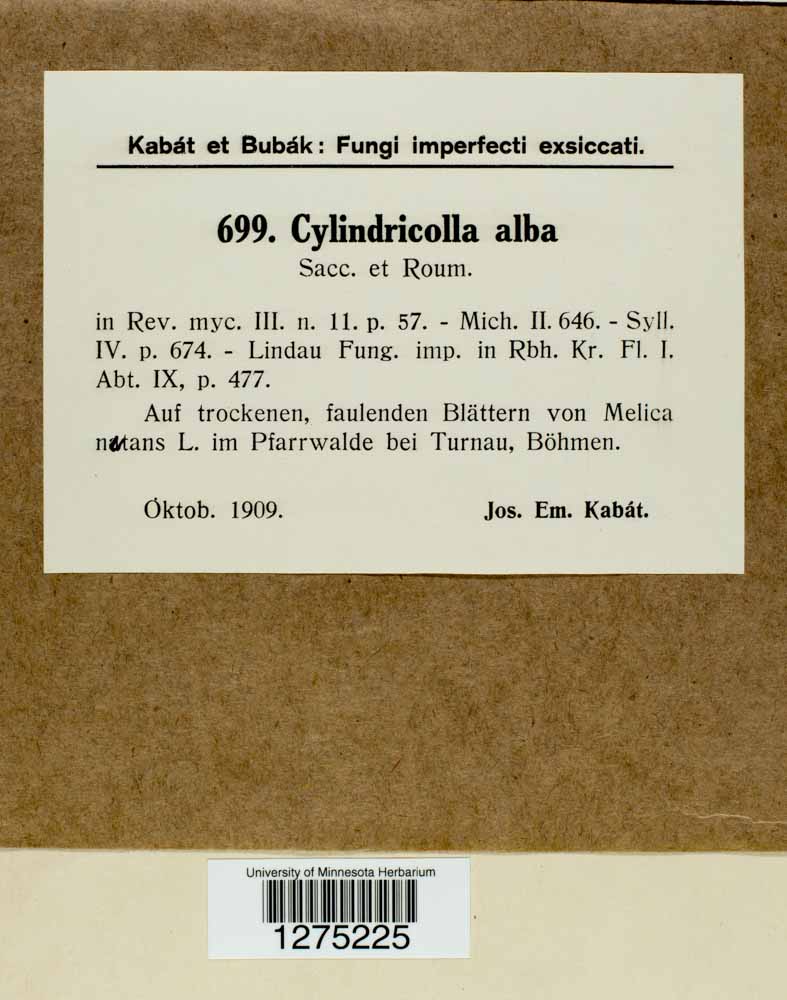 Kabát et Bubák: Fungi imperfecti exsiccati.
699. Cylindricolla alba
Sacc. et Roum.
in Rev. myc. III. n. 11. p. 57. - Mich. II. 646. - Syll.
IV. p. 674. - Lindau Fung. imp. in Rbh. Kr. Fl. I.
Abt. IX, p. 477.
Auf trockenen, faulenden Blättern von Melica
nutans L. im Pfarrwalde bei Turnau, Böhmen.
Oktob. 1909. Jos. Em. Kabát.
University of Minnesota Herbarium
1275225